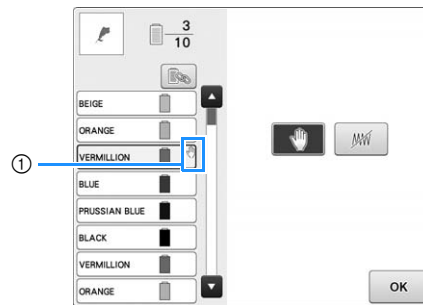 3
10
BEIGE
ORANGE
①
VERMILLION
BLUE
PRUSSIAN BLUE
BLACK
VERMILLION
ORANGE
OK